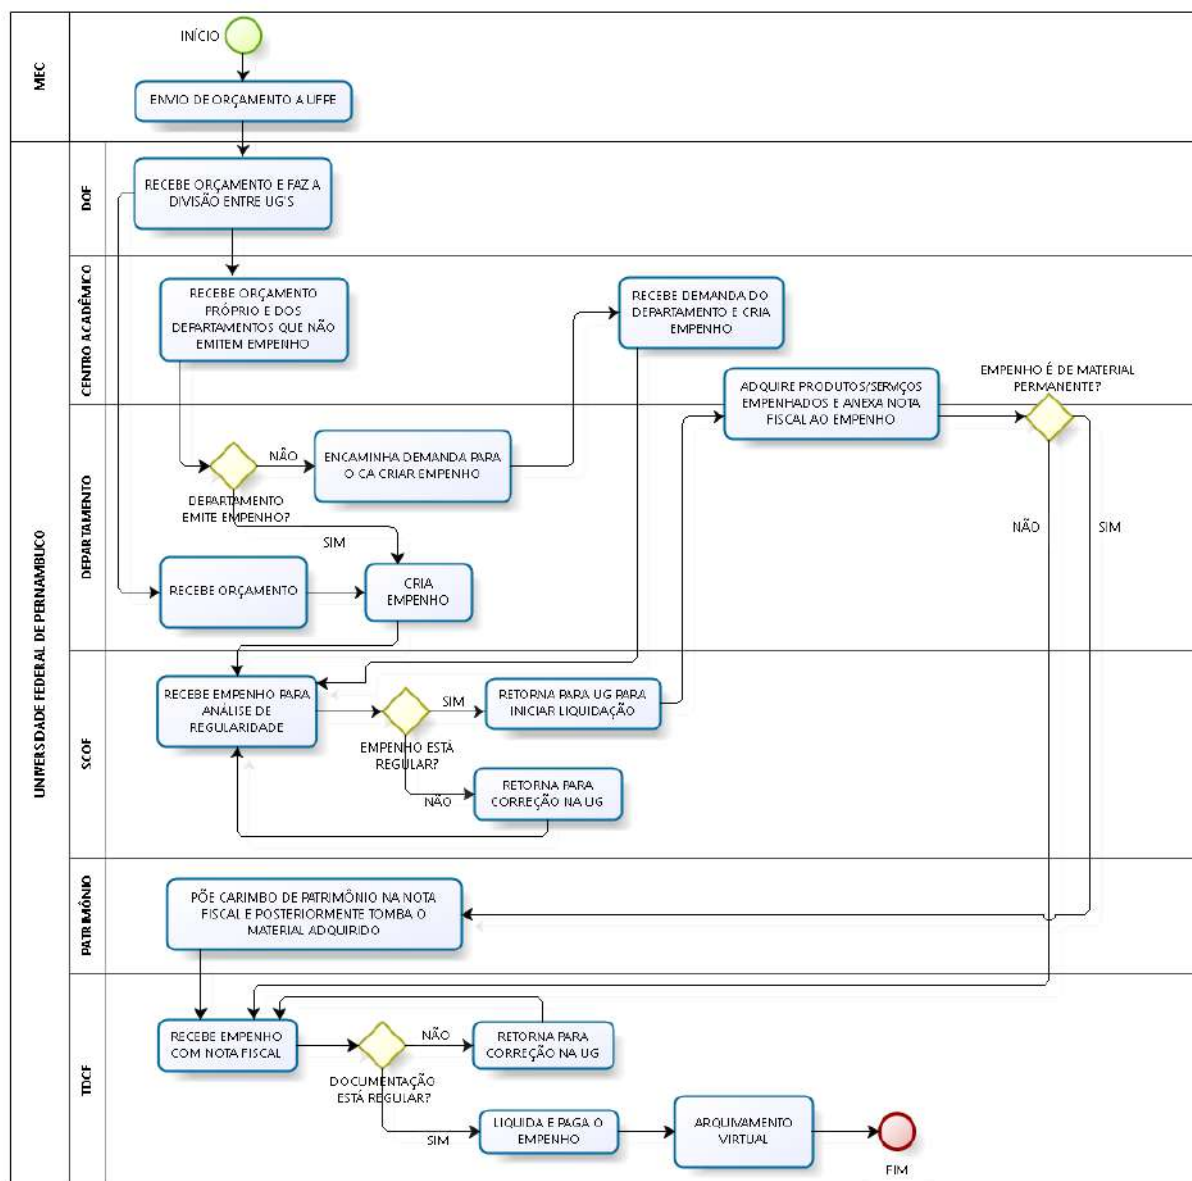 MEC
INÍCIO
ENVIO DE ORÇAMENTO A UFPE
UNIVERSIDADE FEDERAL DE PERNAMBUCO
DOF
RECEBE ORÇAMENTO E FAZ A
DIVISÃO ENTRE UG'S
CENTRO ACADÊMICO
RECEBE ORÇAMENTO
PRÓPRIO E DOS
DEPARTAMENTOS QUE NÃO
EMITEM EMPENHO
RECEBE DEMANDA DO
DEPARTAMENTO E CRIA
EMPENHO
ADQUIRE PRODUTOS/SERVIÇOS
EMPENHADOS E ANEXA NOTA
FISCAL AO EMPENHO
EMPENHO É DE MATERIAL
PERMANENTE?
DEPARTAMENTO
DEPARTAMENTO
EMITE EMPENHO?
NÃO
ENCAMINHA DEMANDA PARA
O CA CRIAR EMPENHO
SIM
NÃO
SIM
RECEBE ORÇAMENTO
CRIA
EMPENHO
SCOF
RECEBE EMPENHO PARA
ANÁLISE DE
REGULARIDADE
EMPENHO ESTÁ
REGULAR?
SIM
RETORNA PARA UG PARA
INICIAR LIQUIDAÇÃO
NÃO
RETORNA PARA
CORREÇÃO NA UG
PATRIMÔNIO
PÕE CARIMBO DE PATRIMÔNIO NA NOTA
FISCAL E POSTERIORMENTE TOMBA O
MATERIAL ADQUIRIDO
TDCF
RECEBE EMPENHO
COM NOTA FISCAL
DOCUMENTAÇÃO
ESTÁ REGULAR?
NÃO
RETORNA PARA
CORREÇÃO NA UG
SIM
LIQUIDA E PAGA O
EMPENHO
ARQUIVAMENTO
VIRTUAL
FIM